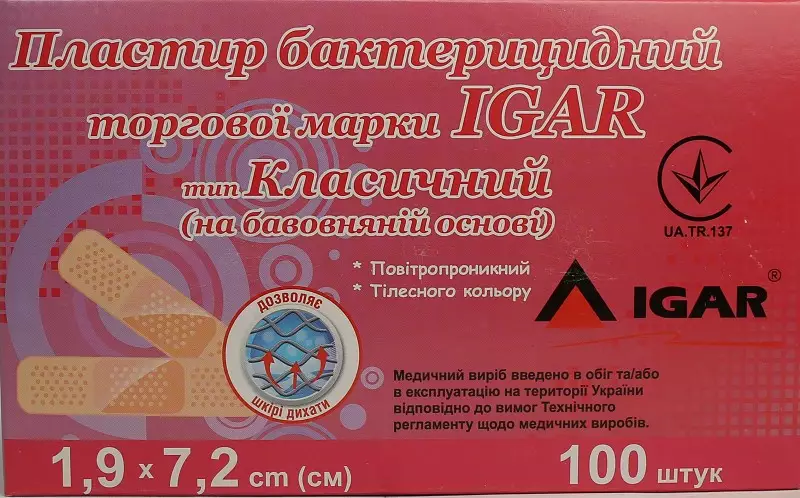 Пластир бактерицидний
торгової марки IGAR
тип Класичний
(на бавовняній основі)
UA.TR.137
* Повітропроникний
* Тілесного кольору
IGAR®
ДОЗВОЛЯЄ
ШКІРІ ДИХАТИ
Медичний виріб введено в обіг та/або
в експлуатацію на території України
відповідно до вимог Технічного
регламенту щодо медичних виробів.
1,9 x 7,2 cm (см)
100 штук